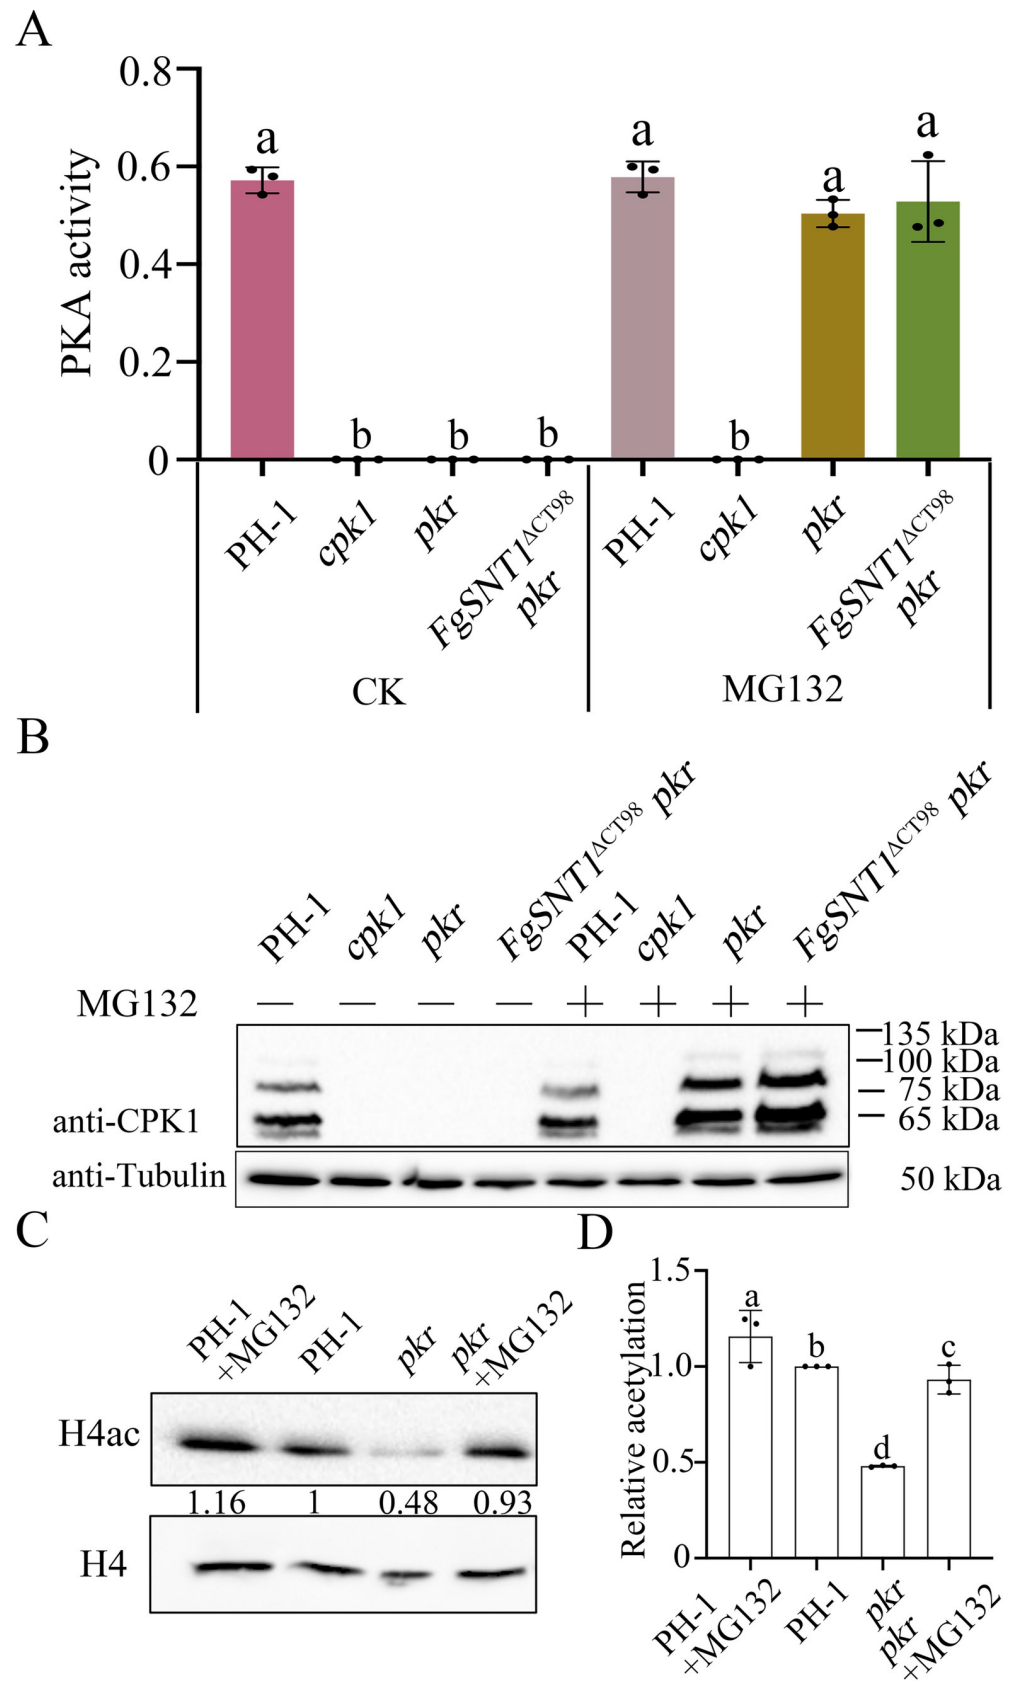 A
PKA activity
0.8
0.6
0.4
0.2
0
a
b
b
b
a
b
a
a
PH-1
cpk1
pkr
FgSNT1ΔCT98
pkr
PH-1
cpk1
pkr
FgSNT1ΔCT98
pkr
CK
MG132
B
PH-1
cpk1
pkr
FgSNT1ΔCT98 pkr
PH-1
cpk1
pkr
FgSNT1ΔCT98 pkr
MG132 — — — — + + + +
135 kDa
100 kDa
75 kDa
anti-CPK1
65 kDa
anti-Tubulin
50 kDa
C
PH-1
+MG132
PH-1
pkr
pkr
+MG132
H4ac
1.16 1 0.48 0.93
H4
D
Relative acetylation
1.5
1.0
0.5
0
a
b
d
c
PH-1
+MG132
PH-1
pkr
pkr
+MG132